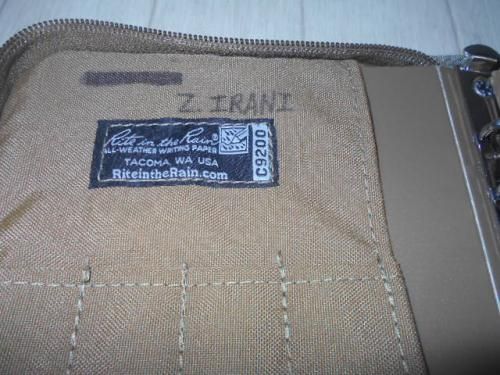 Z IRANI
Rite in the Rain®
ALL-WEATHER WRITING PAPER
TACOMA, WA USA
RiteintheRain.com
C9200